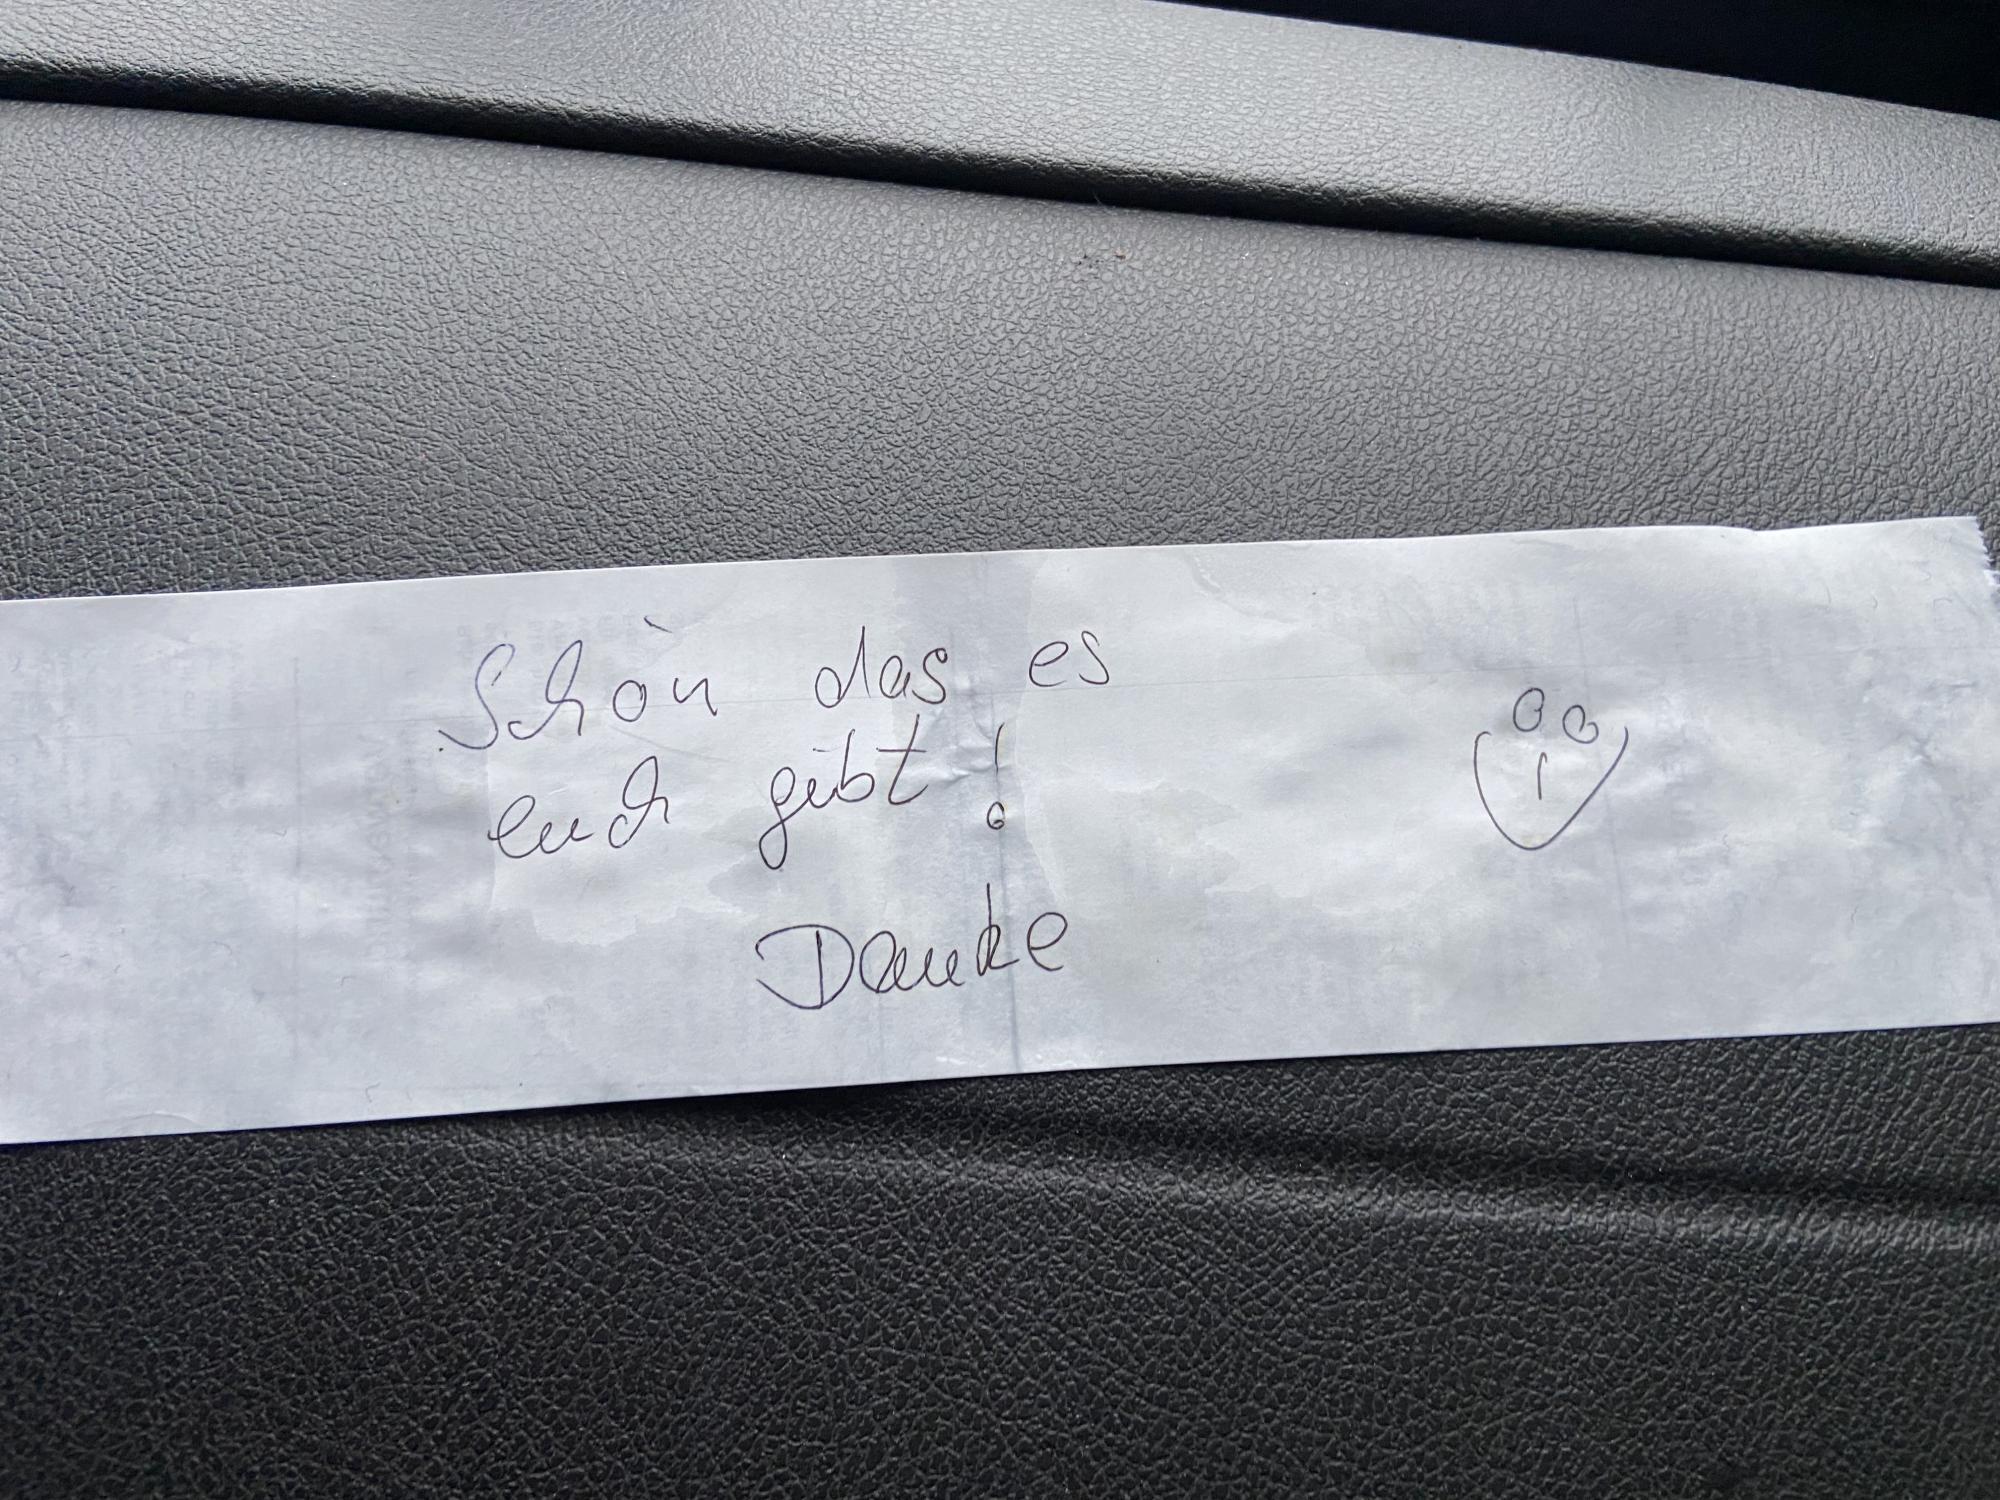 Schön das es
euch gibt!
Danke